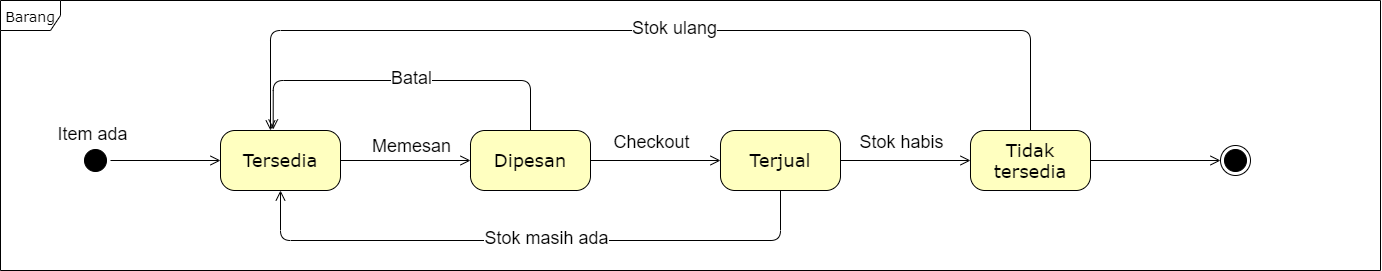 Barang
Stok ulang
Batal
Item ada
Memesan
Checkout
Stok habis
Tersedia
Dipesan
Terjual
Tidak
tersedia
Stok masih ada